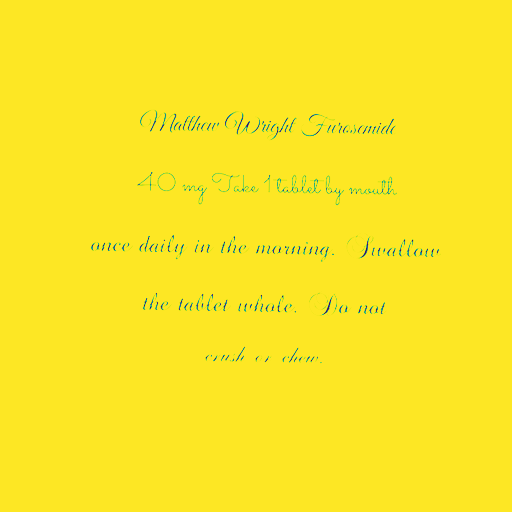 Matthew Wright Furosemide
40 mg Take 1 tablet by mouth
once daily in the morning. Swallow
the tablet whole. Do not
crush or chew.